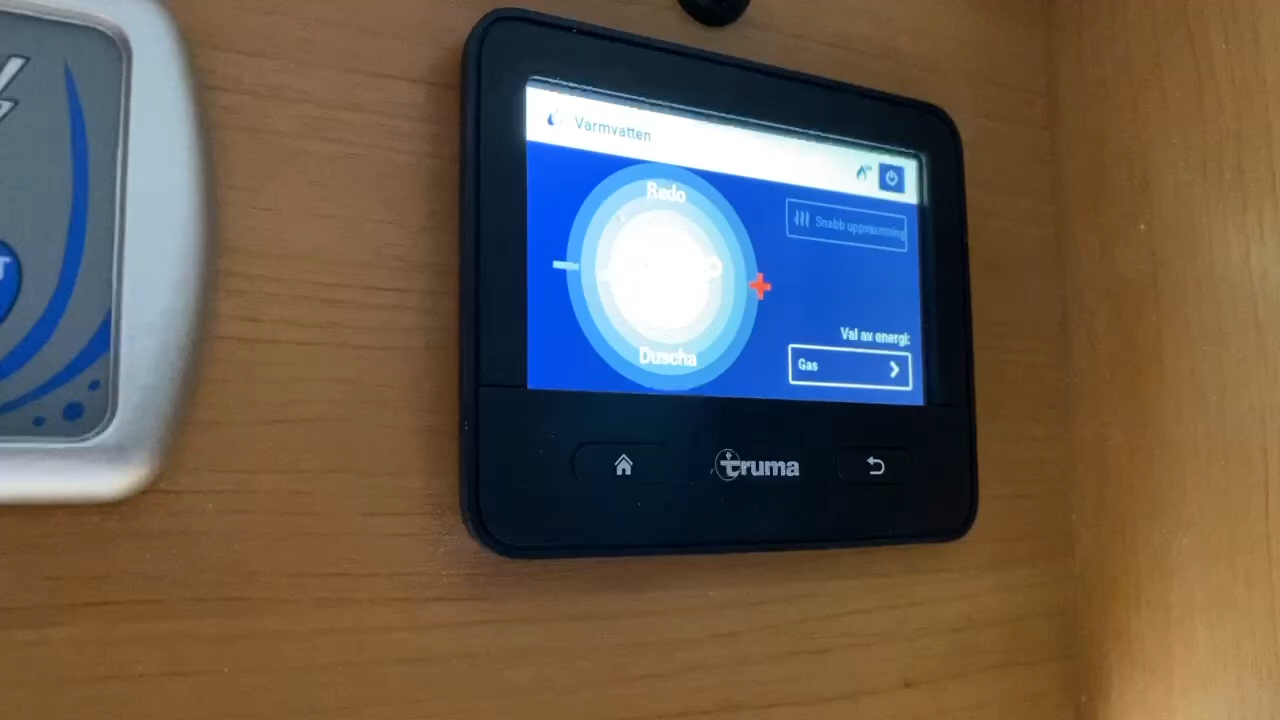 Varmvatten
Redo
Snabb uppvärmning
Duscha
Val av energi:
Gas
truma
T